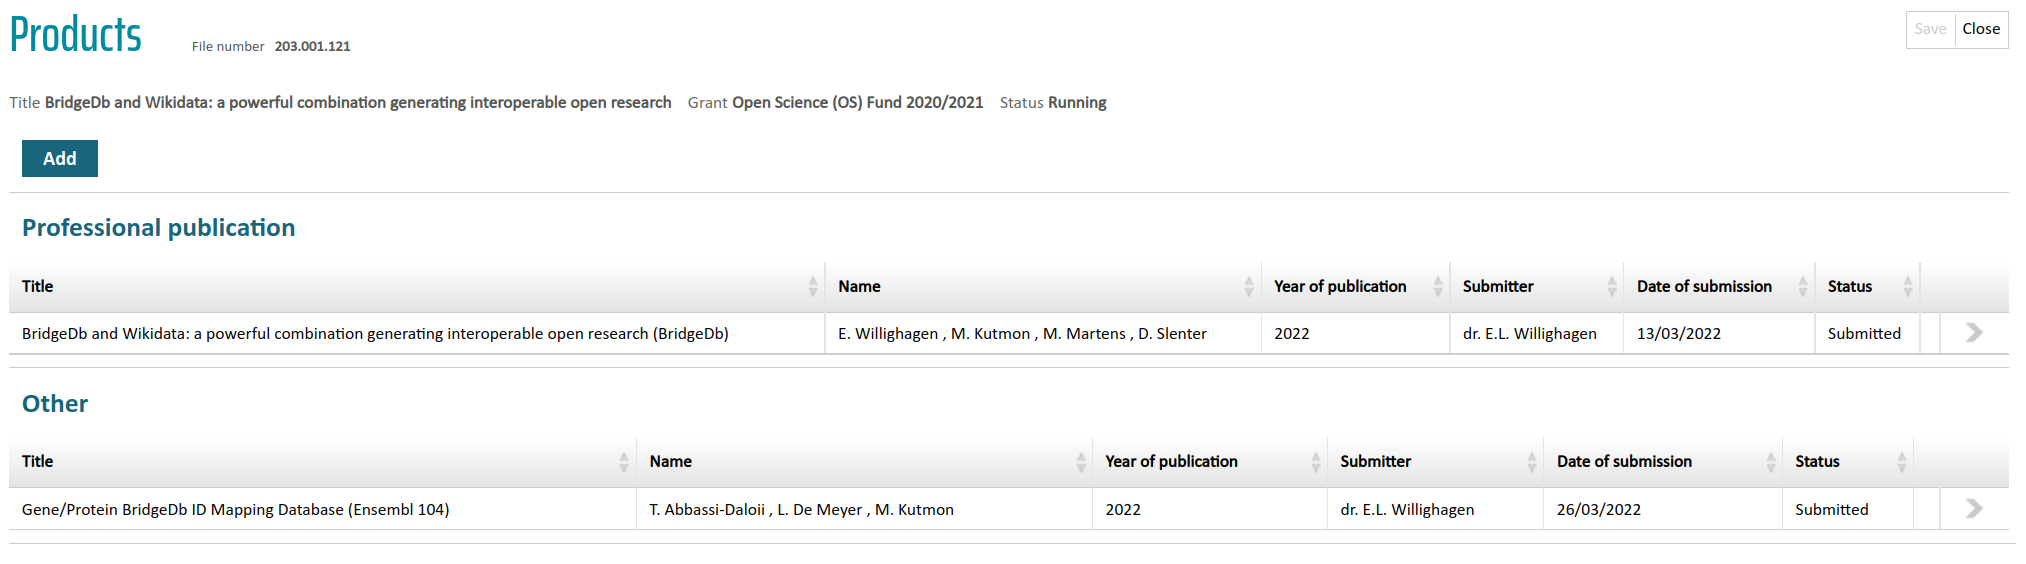 Products File number 203.001.121 Save Close
Title BridgeDb and Wikidata: a powerful combination generating interoperable open research Grant Open Science (OS) Fund 2020/2021 Status Running
Add
Professional publication
Title Name Year of publication Submitter Date of submission Status
BridgeDb and Wikidata: a powerful combination generating interoperable open research (BridgeDb) E. Willighagen , M. Kutmon , M. Martens , D. Slenter 2022 dr. E.L. Willighagen 13/03/2022 Submitted
Other
Title Name Year of publication Submitter Date of submission Status
Gene/Protein BridgeDb ID Mapping Database (Ensembl 104) T. Abbassi-Daloii , L. De Meyer , M. Kutmon 2022 dr. E.L. Willighagen 26/03/2022 Submitted